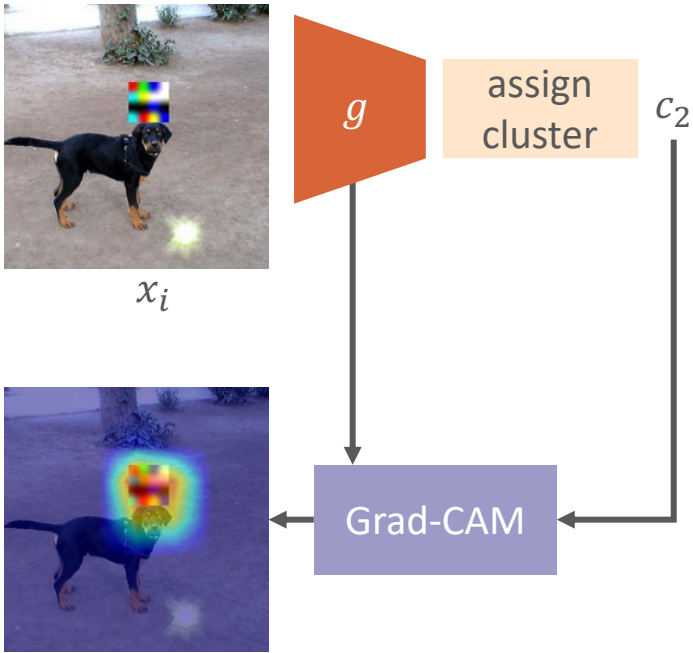 g
assign
cluster
c₂
xᵢ
Grad-CAM